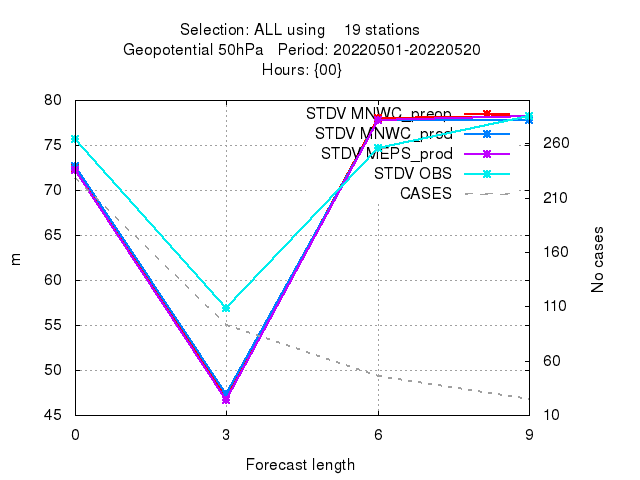 Selection: ALL using    19 stations
Geopotential 50hPa   Period: 20220501-20220520
Hours: {00}
80
75
70
65
60
55
50
45
m
STDV MNWC_preop
STDV MNWC_prod
STDV MEPS_prod
STDV OBS
CASES
260
210
160
110
60
10
No cases
0 3 6 9
Forecast length